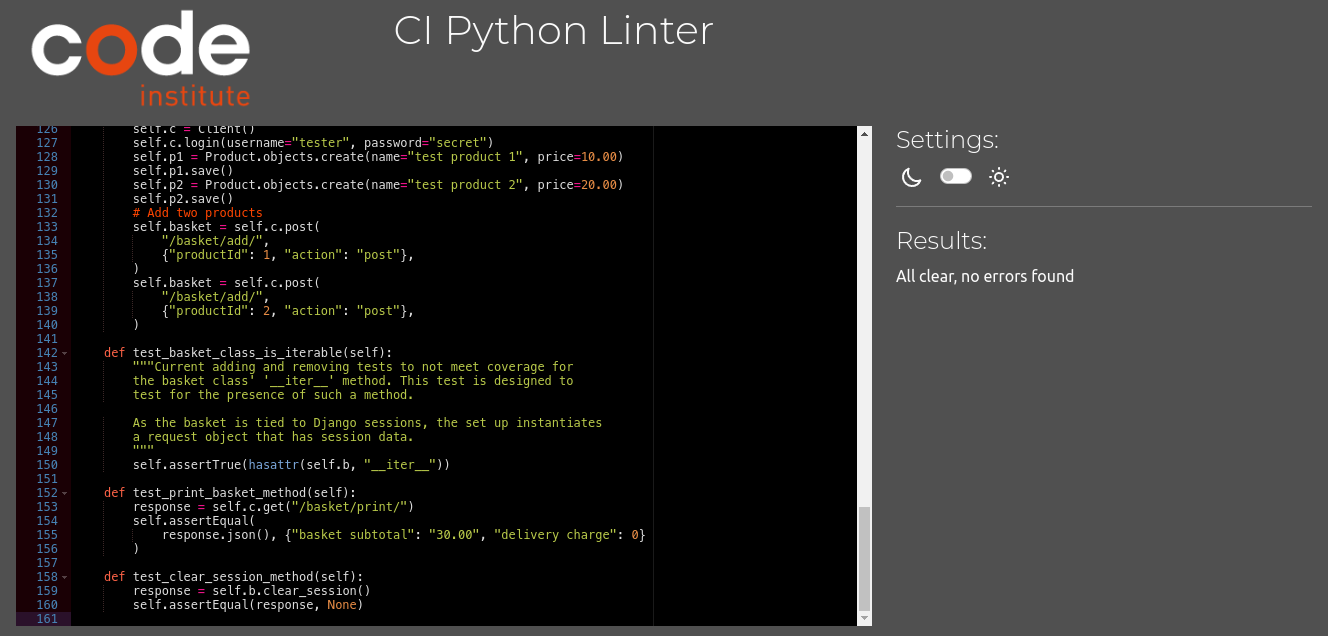 code
institute
CI Python Linter
126 self.c = Client()
127 self.c.login(username="tester", password="secret")
128 self.p1 = Product.objects.create(name="test product 1", price=10.00)
129 self.p1.save()
130 self.p2 = Product.objects.create(name="test product 2", price=20.00)
131 self.p2.save()
132 # Add two products
133 self.basket = self.c.post(
134 "/basket/add/",
135 {"productId": 1, "action": "post"},
136 )
137 self.basket = self.c.post(
138 "/basket/add/",
139 {"productId": 2, "action": "post"},
140 )
141
142 def test_basket_class_is_iterable(self):
143 """Current adding and removing tests to not meet coverage for
144 the basket class' '__iter__' method. This test is designed to
145 test for the presence of such a method.
146
147 As the basket is tied to Django sessions, the set up instantiates
148 a request object that has session data.
149 """
150 self.assertTrue(hasattr(self.b, "__iter__"))
151
152 def test_print_basket_method(self):
153 response = self.c.get("/basket/print/")
154 self.assertEqual(
155 response.json(), {"basket subtotal": "30.00", "delivery charge": 0}
156 )
157
158 def test_clear_session_method(self):
159 response = self.b.clear_session()
160 self.assertEqual(response, None)
161
Settings:
Results:
All clear, no errors found